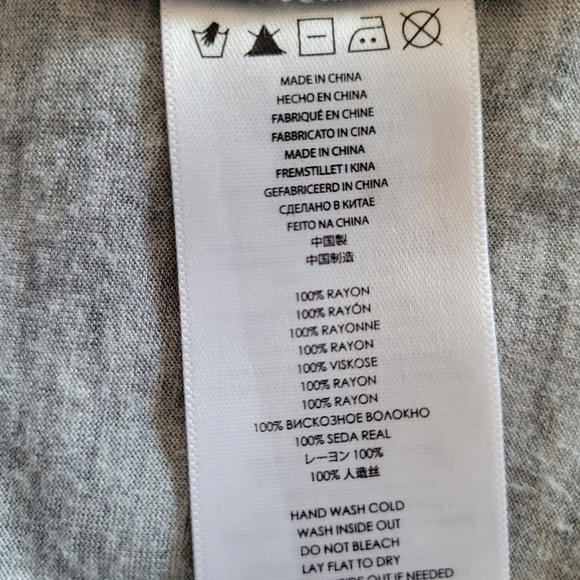 MADE IN CHINA
HECHO EN CHINA
FABRIQUÉ EN CHINE
FABBRICATO IN CINA
MADE IN CHINA
FREMSTILLET I KINA
GEFABRICEERD IN CHINA
СДЕЛАНО В КИТАЕ
FEITO NA CHINA
中国製
中国制造
100% RAYON
100% RAYÓN
100% RAYONNE
100% RAYON
100% VISKOSE
100% RAYON
100% RAYON
100% ВИСКОЗНОЕ ВОЛОКНО
100% SEDA REAL
レーヨン 100%
100% 人造丝
HAND WASH COLD
WASH INSIDE OUT
DO NOT BLEACH
LAY FLAT TO DRY
OUT IF NEEDED